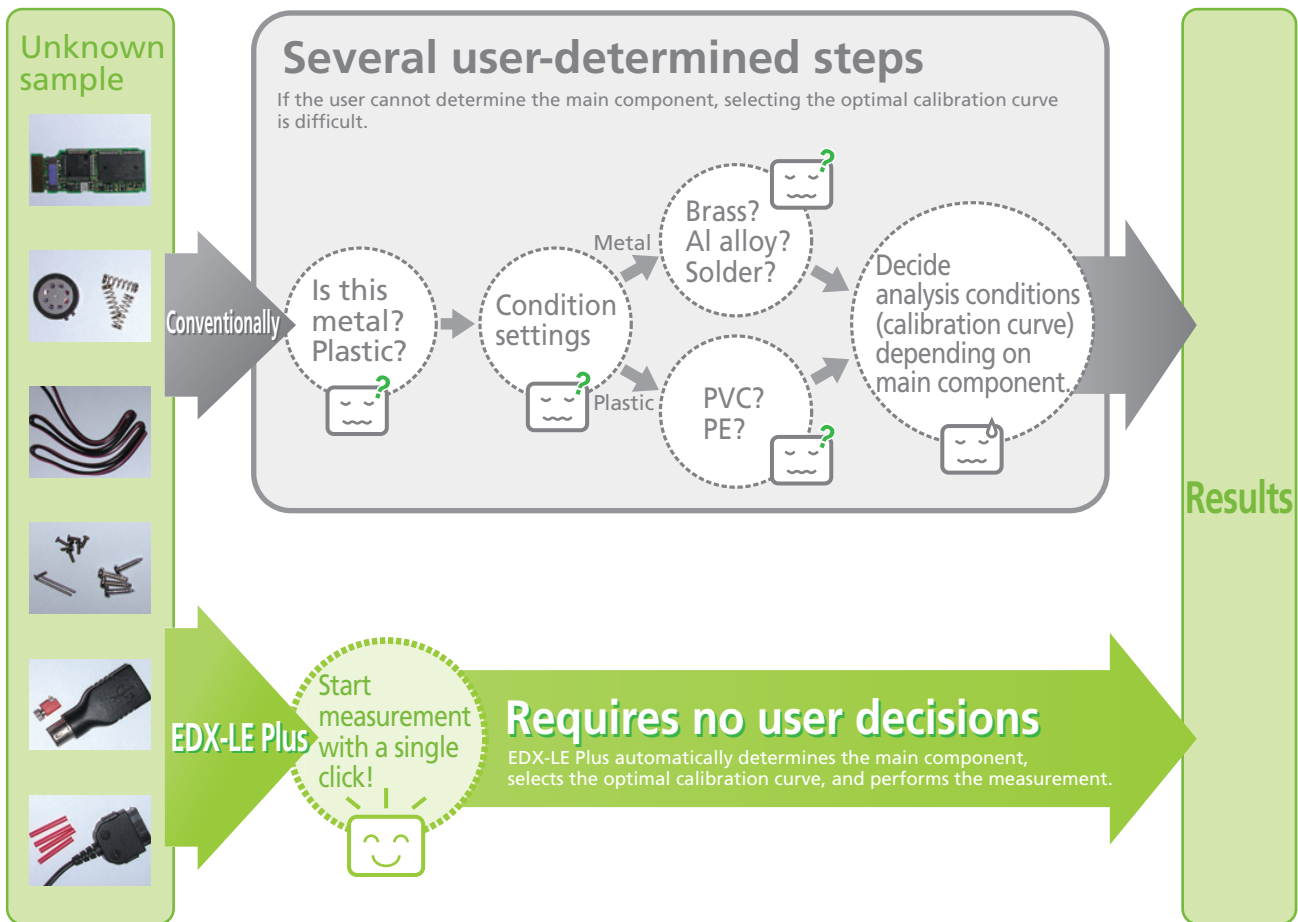 Unknown
sample
Several user-determined steps
If the user cannot determine the main component, selecting the optimal calibration curve
is difficult.
Conventionally
Is this
metal?
Plastic?
?
Condition
settings
?
Metal
Brass?
Al alloy?
Solder?
?
Plastic
PVC?
PE?
?
Decide
analysis conditions
(calibration curve)
depending on
main component.
EDX-LE Plus
Start
measurement
with a single
click!
Requires no user decisions
EDX-LE Plus automatically determines the main component,
selects the optimal calibration curve, and performs the measurement.
Results